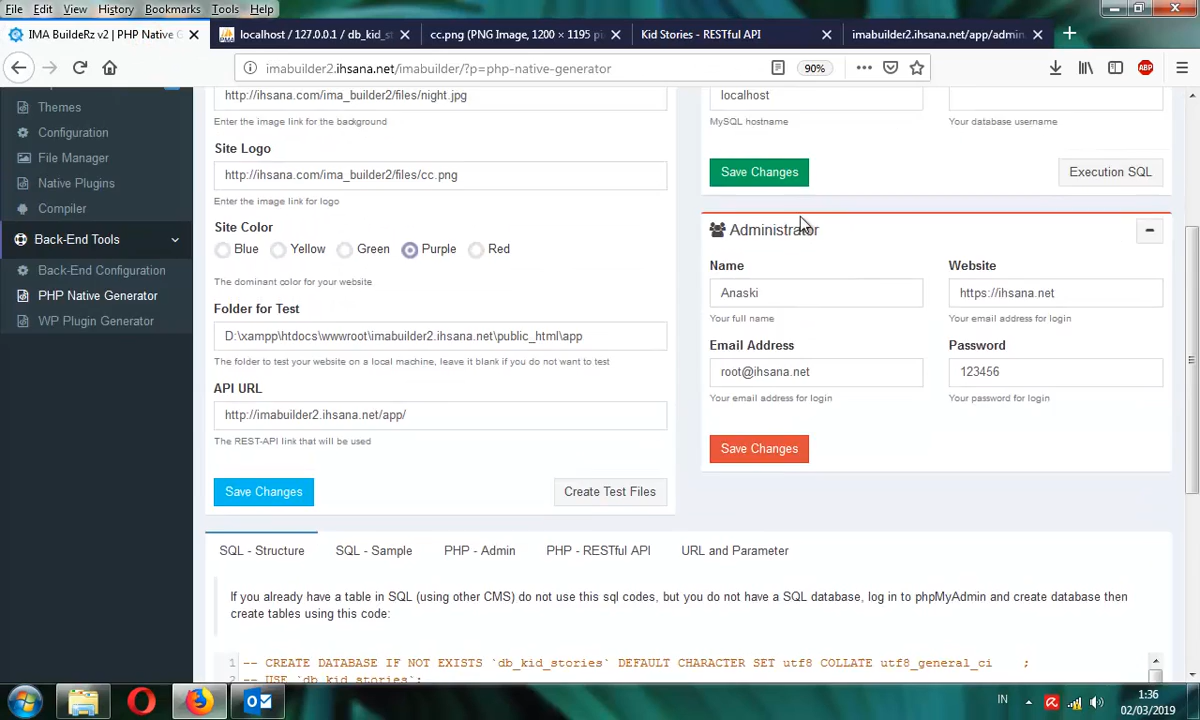 File Edit View History Bookmarks Tools Help
IMA BuildeRz v2 | PHP Native G
localhost / 127.0.0.1 / db_kid_st
cc.png (PNG Image, 1200 × 1195 pi
Kid Stories - RESTful API
imabuilder2.ihsana.net/app/admin
imabuilder2.ihsana.net/imabuilder/?p=php-native-generator
90%
ABP
Themes
Configuration
File Manager
Native Plugins
Compiler
Back-End Tools
Back-End Configuration
PHP Native Generator
WP Plugin Generator
http://ihsana.com/ima_builder2/files/night.jpg
Enter the image link for the background
Site Logo
http://ihsana.com/ima_builder2/files/cc.png
Enter the image link for logo
Site Color
Blue Yellow Green Purple Red
The dominant color for your website
Folder for Test
D:\xampp\htdocs\wwwroot\imabuilder2.ihsana.net\public_html\app
The folder to test your website on a local machine, leave it blank if you do not want to test
API URL
http://imabuilder2.ihsana.net/app/
The REST-API link that will be used
Save Changes Create Test Files
localhost
MySQL hostname Your database username
Save Changes Execution SQL
Administrator
Name Website
Anaski https://ihsana.net
Your full name Your email address for login
Email Address Password
root@ihsana.net 123456
Your email address for login Your password for login
Save Changes
SQL - Structure SQL - Sample PHP - Admin PHP - RESTful API URL and Parameter
If you already have a table in SQL (using other CMS) do not use this sql codes, but you do not have a SQL database, log in to phpMyAdmin and create database then
create tables using this code:
1 -- CREATE DATABASE IF NOT EXISTS `db_kid_stories` DEFAULT CHARACTER SET utf8 COLLATE utf8_general_ci ;
2 -- USE `db_kid_stories`;
IN
1:36
02/03/2019